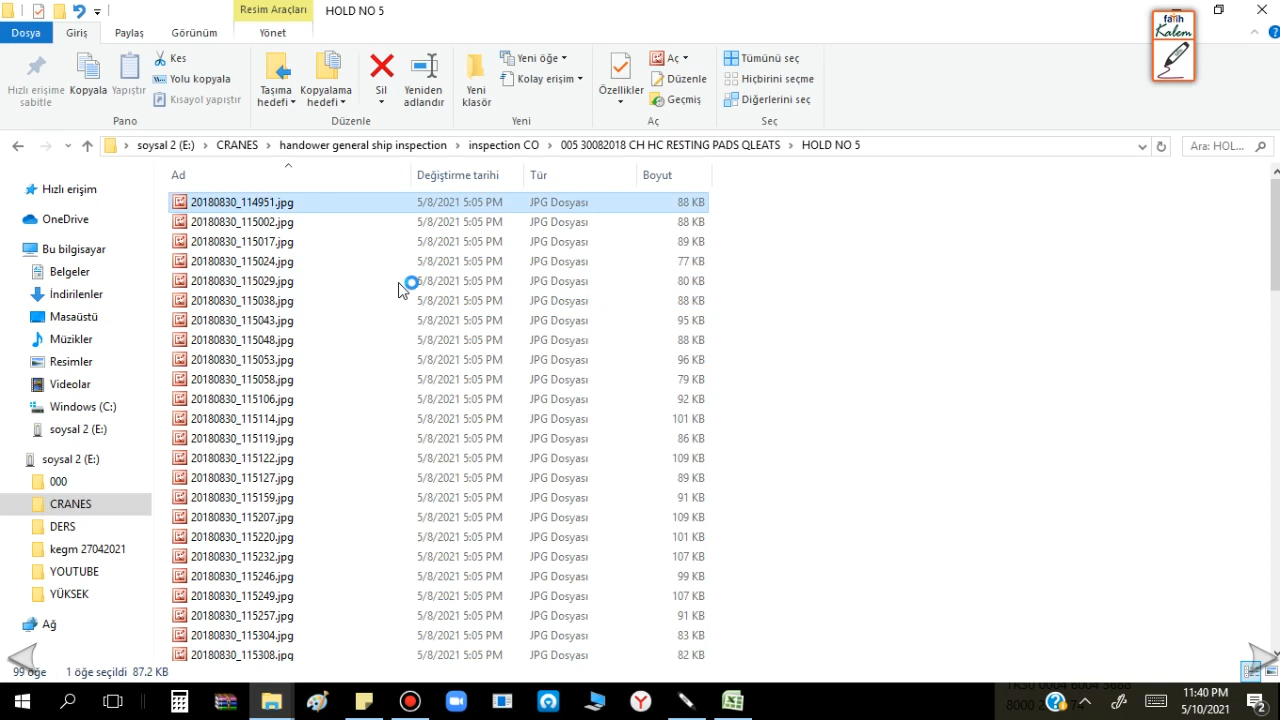 Resim Araçları HOLD NO 5
Dosya Giriş Paylaş Görünüm Yönet
Hızlı erişime sabitle
Kopyala
Yapıştır
Kes
Yolu kopyala
Kısayol yapıştır
Pano
Taşıma hedefi
Kopyalama hedefi
Sil
Yeniden adlandır
Düzenle
Yeni klasör
Yeni öğe
Kolay erişim
Yeni
Özellikler
Aç
Düzenle
Geçmiş
Aç
Tümünü seç
Hiçbirini seçme
Diğerlerini seç
Seç
fatih
Kalem
soysal 2 (E:) › CRANES › handower general ship inspection › inspection CO › 005 30082018 CH HC RESTING PADS QLEATS › HOLD NO 5
Ara: HOL...
Hızlı erişim
OneDrive
Bu bilgisayar
Belgeler
İndirilenler
Masaüstü
Müzikler
Resimler
Videolar
Windows (C:)
soysal 2 (E:)
soysal 2 (E:)
000
CRANES
DERS
kegm 27042021
YOUTUBE
YÜKSEK
Ağ
Ad Değiştirme tarihi Tür Boyut
20180830_114951.jpg 5/8/2021 5:05 PM JPG Dosyası 88 KB
20180830_115002.jpg 5/8/2021 5:05 PM JPG Dosyası 88 KB
20180830_115017.jpg 5/8/2021 5:05 PM JPG Dosyası 89 KB
20180830_115024.jpg 5/8/2021 5:05 PM JPG Dosyası 77 KB
20180830_115029.jpg 5/8/2021 5:05 PM JPG Dosyası 80 KB
20180830_115038.jpg 5/8/2021 5:05 PM JPG Dosyası 88 KB
20180830_115043.jpg 5/8/2021 5:05 PM JPG Dosyası 95 KB
20180830_115048.jpg 5/8/2021 5:05 PM JPG Dosyası 88 KB
20180830_115053.jpg 5/8/2021 5:05 PM JPG Dosyası 96 KB
20180830_115058.jpg 5/8/2021 5:05 PM JPG Dosyası 79 KB
20180830_115106.jpg 5/8/2021 5:05 PM JPG Dosyası 92 KB
20180830_115114.jpg 5/8/2021 5:05 PM JPG Dosyası 101 KB
20180830_115119.jpg 5/8/2021 5:05 PM JPG Dosyası 86 KB
20180830_115122.jpg 5/8/2021 5:05 PM JPG Dosyası 109 KB
20180830_115127.jpg 5/8/2021 5:05 PM JPG Dosyası 89 KB
20180830_115159.jpg 5/8/2021 5:05 PM JPG Dosyası 91 KB
20180830_115207.jpg 5/8/2021 5:05 PM JPG Dosyası 109 KB
20180830_115220.jpg 5/8/2021 5:05 PM JPG Dosyası 101 KB
20180830_115232.jpg 5/8/2021 5:05 PM JPG Dosyası 107 KB
20180830_115246.jpg 5/8/2021 5:05 PM JPG Dosyası 99 KB
20180830_115249.jpg 5/8/2021 5:05 PM JPG Dosyası 107 KB
20180830_115257.jpg 5/8/2021 5:05 PM JPG Dosyası 91 KB
20180830_115304.jpg 5/8/2021 5:05 PM JPG Dosyası 83 KB
20180830_115308.jpg 5/8/2021 5:05 PM JPG Dosyası 82 KB
99 öğe 1 öğe seçildi 87.2 KB
11:40 PM
5/10/2021
2